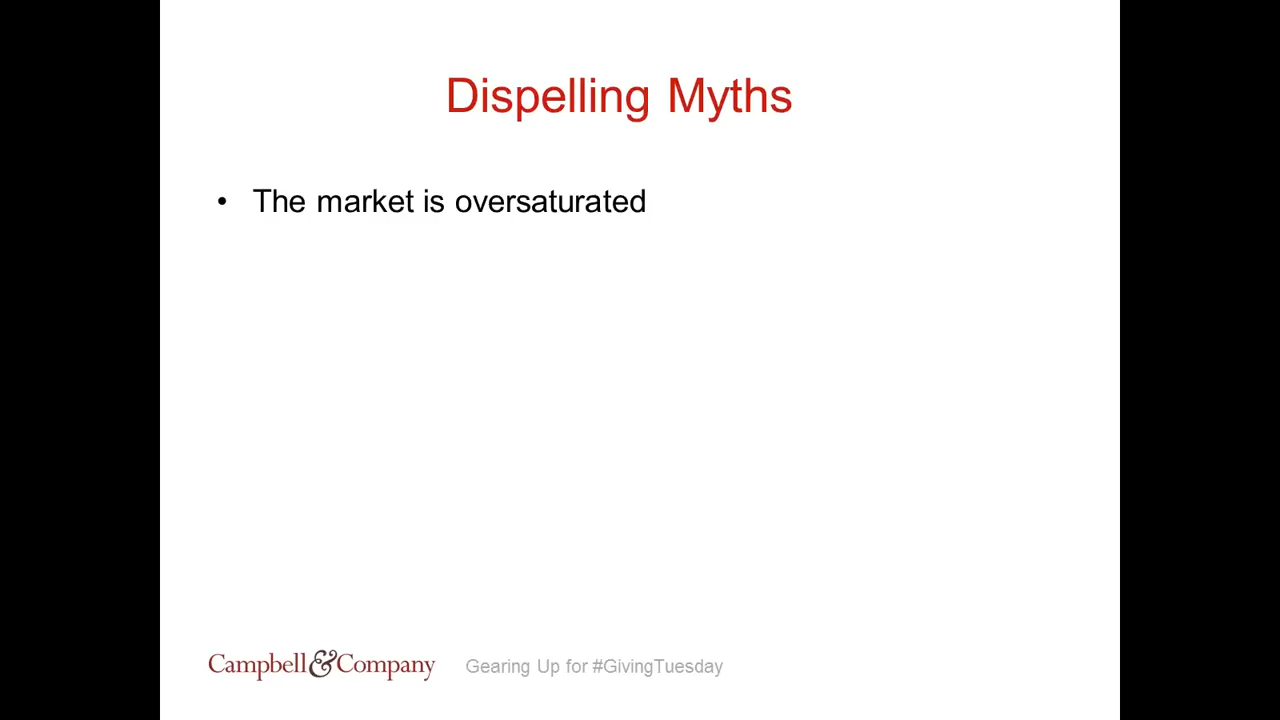 Dispelling Myths
• The market is oversaturated
Campbell&Company Gearing Up for #GivingTuesday